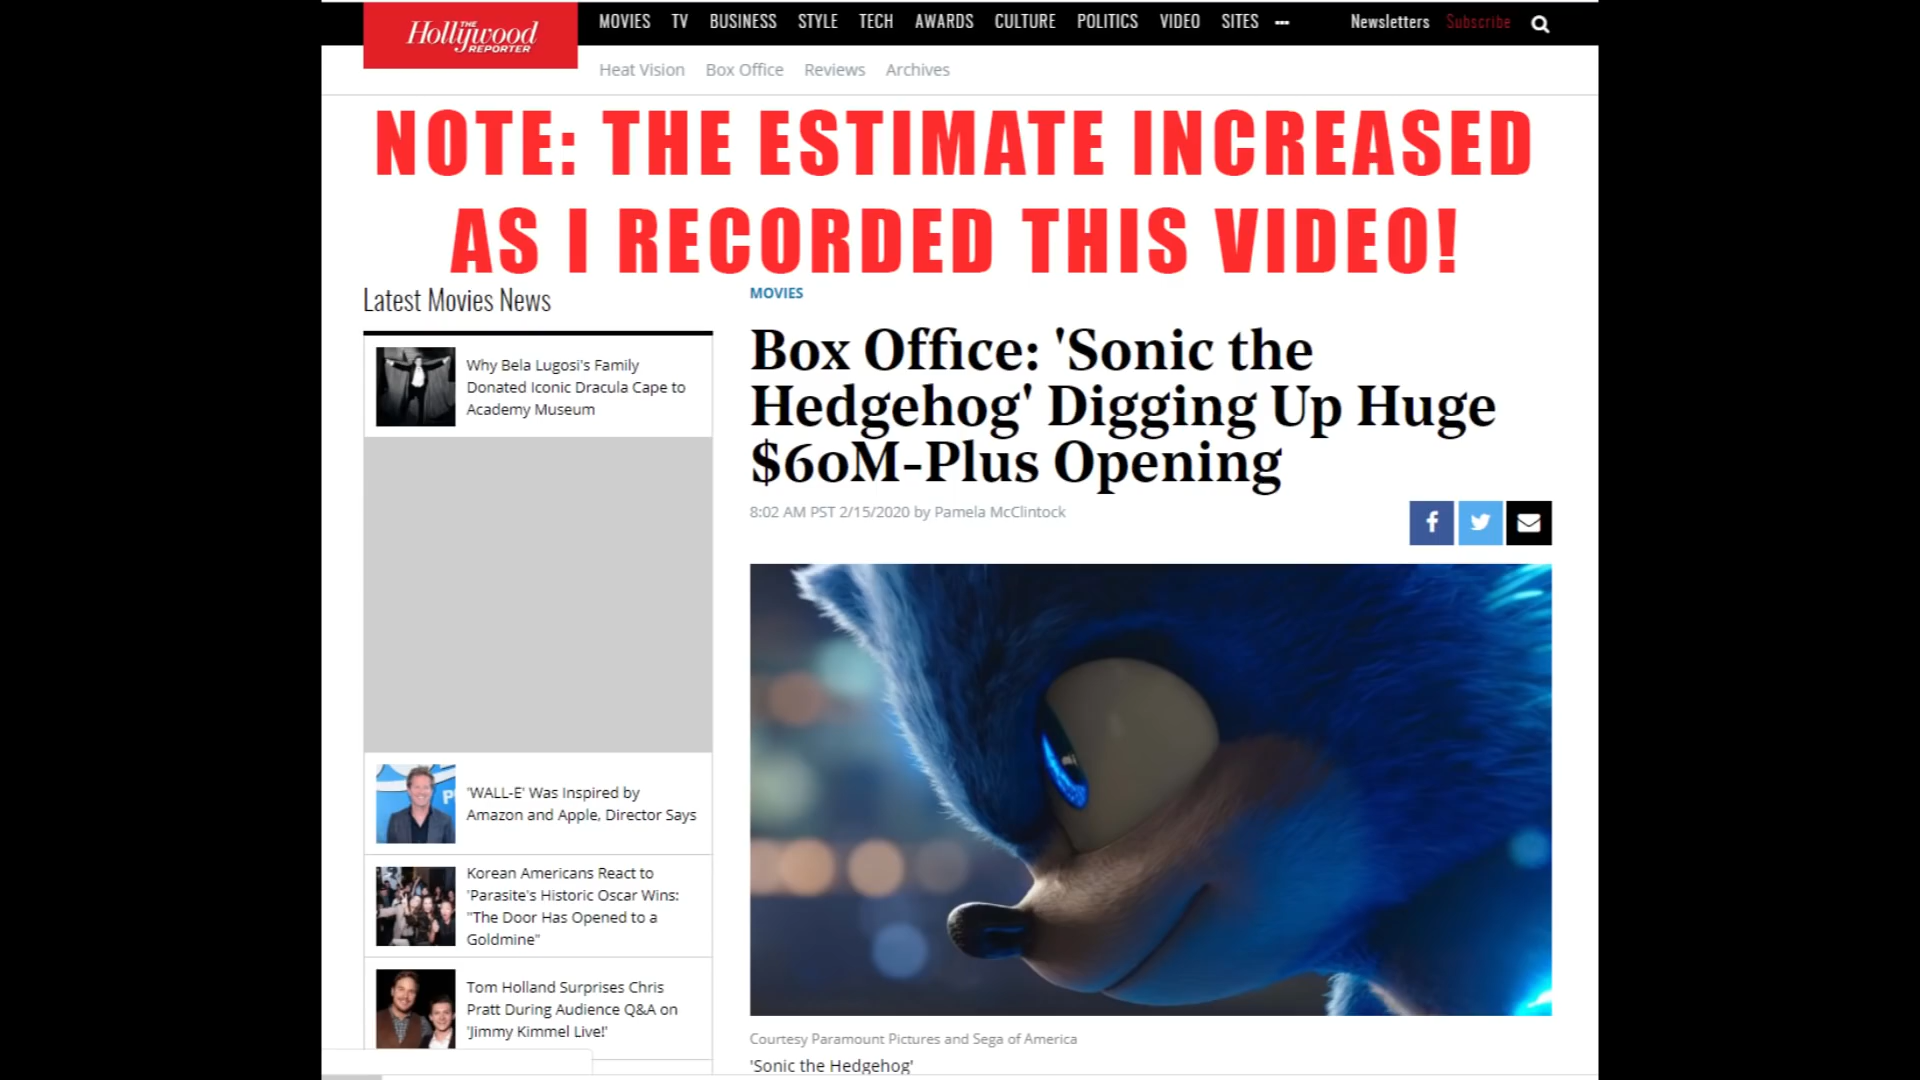 THE
Hollywood
REPORTER
MOVIES TV BUSINESS STYLE TECH AWARDS CULTURE POLITICS VIDEO SITES ••• Newsletters Subscribe
Heat Vision Box Office Reviews Archives
NOTE: THE ESTIMATE INCREASED
AS I RECORDED THIS VIDEO!
Latest Movies News
Why Bela Lugosi's Family
Donated Iconic Dracula Cape to
Academy Museum
'WALL-E' Was Inspired by
Amazon and Apple, Director Says
Korean Americans React to
'Parasite's Historic Oscar Wins:
"The Door Has Opened to a
Goldmine"
Tom Holland Surprises Chris
Pratt During Audience Q&A on
'Jimmy Kimmel Live!'
MOVIES
Box Office: 'Sonic the
Hedgehog' Digging Up Huge
$60M-Plus Opening
8:02 AM PST 2/15/2020 by Pamela McClintock
f
Courtesy Paramount Pictures and Sega of America
'Sonic the Hedgehog'